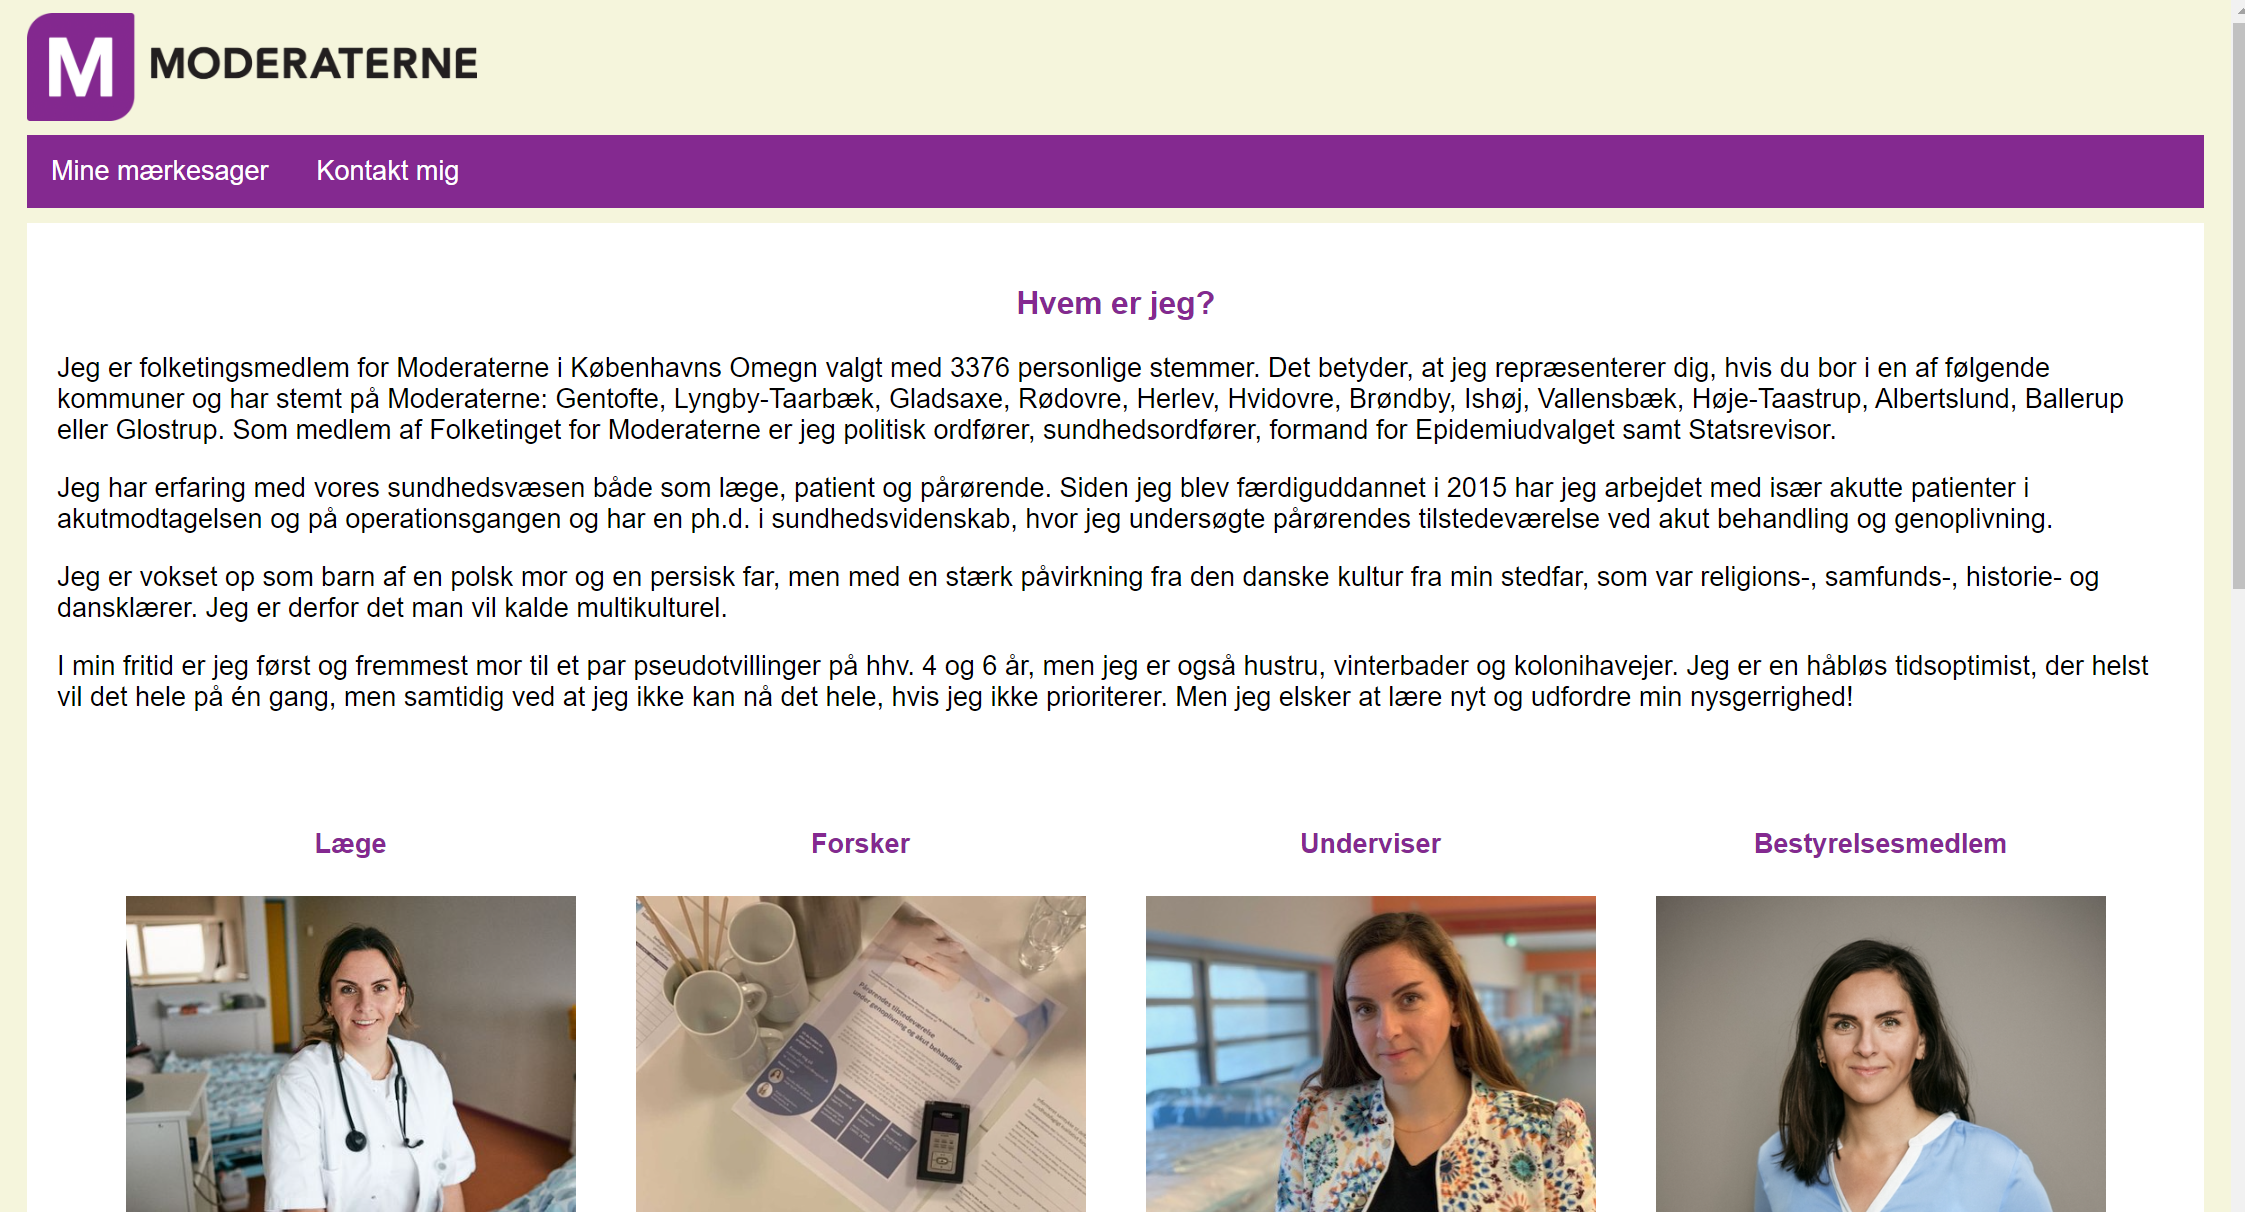 M MODERATERNE
Mine mærkesager Kontakt mig
Hvem er jeg?
Jeg er folketingsmedlem for Moderaterne i Københavns Omegn valgt med 3376 personlige stemmer. Det betyder, at jeg repræsenterer dig, hvis du bor i en af følgende
kommuner og har stemt på Moderaterne: Gentofte, Lyngby-Taarbæk, Gladsaxe, Rødovre, Herlev, Hvidovre, Brøndby, Ishøj, Vallensbæk, Høje-Taastrup, Albertslund, Ballerup
eller Glostrup. Som medlem af Folketinget for Moderaterne er jeg politisk ordfører, sundhedsordfører, formand for Epidemiudvalget samt Statsrevisor.
Jeg har erfaring med vores sundhedsvæsen både som læge, patient og pårørende. Siden jeg blev færdiguddannet i 2015 har jeg arbejdet med især akutte patienter i
akutmodtagelsen og på operationsgangen og har en ph.d. i sundhedsvidenskab, hvor jeg undersøgte pårørendes tilstedeværelse ved akut behandling og genoplivning.
Jeg er vokset op som barn af en polsk mor og en persisk far, men med en stærk påvirkning fra den danske kultur fra min stedfar, som var religions-, samfunds-, historie- og
dansklærer. Jeg er derfor det man vil kalde multikulturel.
I min fritid er jeg først og fremmest mor til et par pseudotvillinger på hhv. 4 og 6 år, men jeg er også hustru, vinterbader og kolonihavejer. Jeg er en håbløs tidsoptimist, der helst
vil det hele på én gang, men samtidig ved at jeg ikke kan nå det hele, hvis jeg ikke prioriterer. Men jeg elsker at lære nyt og udfordre min nysgerrighed!
Læge Forsker Underviser Bestyrelsesmedlem
Pårørendes tilstedeværelse
under genoplivning og akut behandling